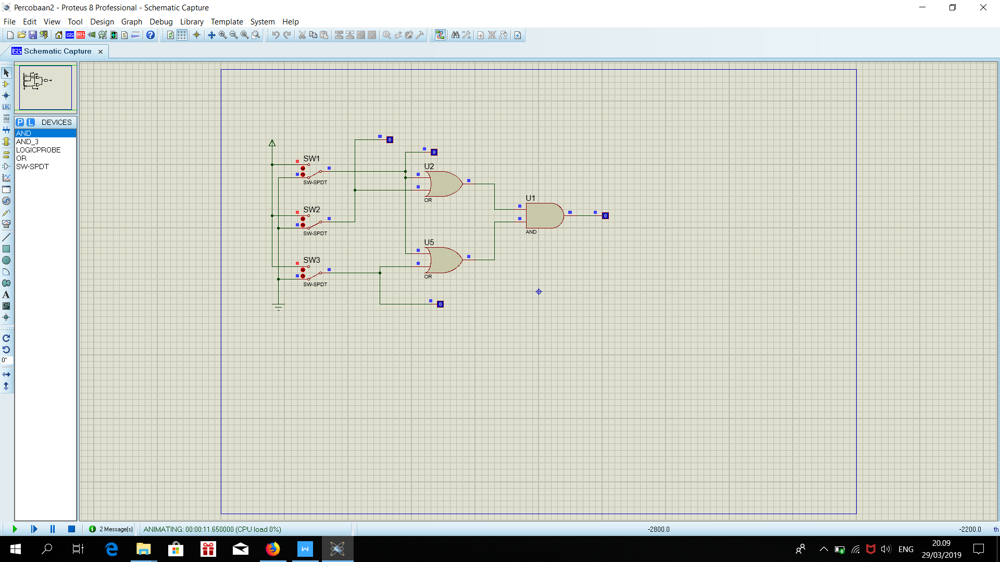 Percobaan2 - Proteus 8 Professional - Schematic Capture
File Edit View Tool Design Graph Debug Library Template System Help
Schematic Capture
P L DEVICES
AND
AND_3
LOGICPROBE
OR
SW-SPDT
LBL
A
S
0°
0
0
SW1
SW-SPDT
U2
OR
SW2
SW-SPDT
U1
AND
0
SW3
SW-SPDT
U5
OR
0
2 Message(s)
ANIMATING: 00:00:11.650000 (CPU load 0%)
-2800.0
-2200.0
th
W
ENG
20.09
29/03/2019